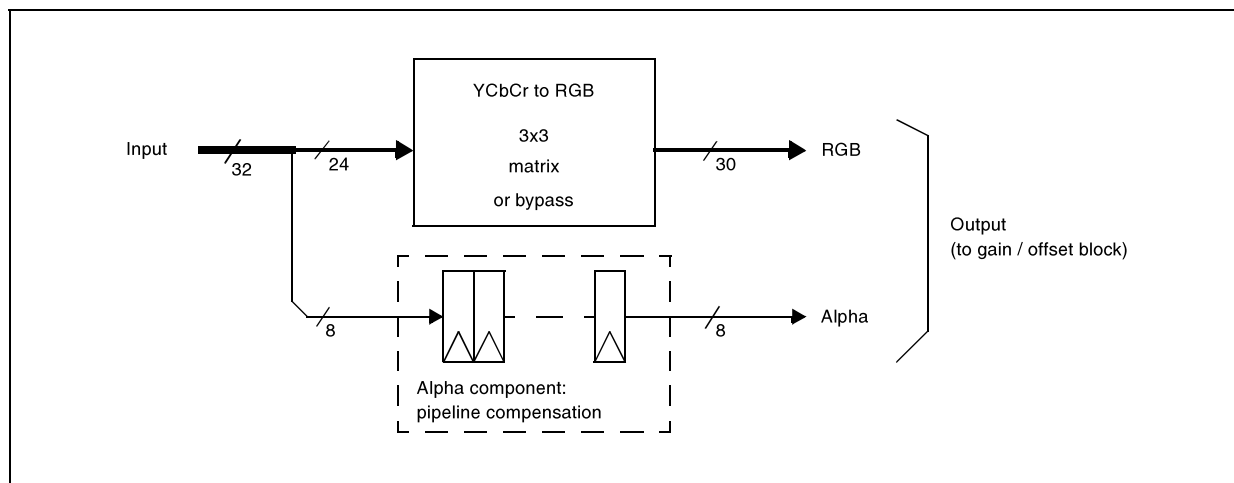 YCbCr to RGB
3x3
matrix
or bypass
Input
32
24
30
RGB
Output
(to gain / offset block)
8
8
Alpha
Alpha component:
pipeline compensation